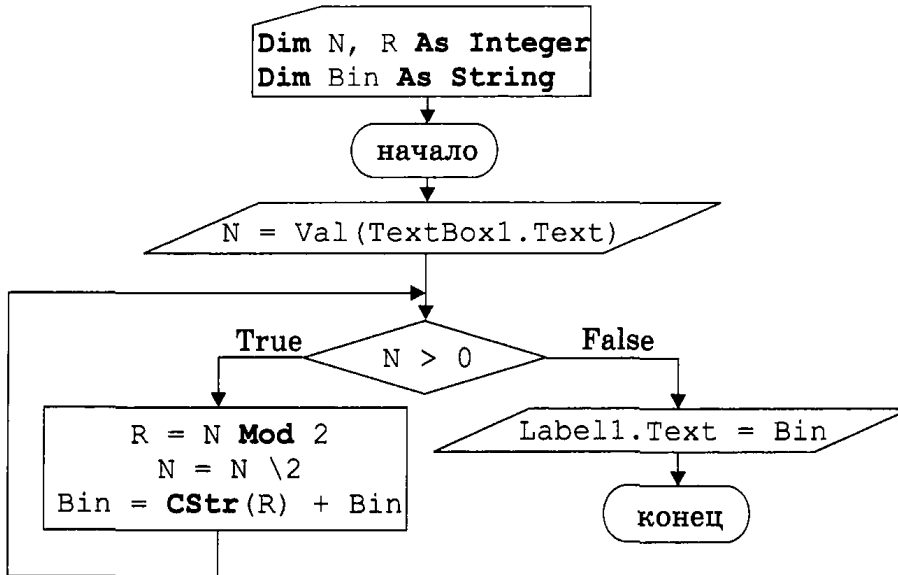 Dim N, R As Integer
Dim Bin As String
начало
N = Val(TextBox1.Text)
True
N > 0
False
R = N Mod 2
N = N \2
Bin = CStr(R) + Bin
Label1.Text = Bin
конец